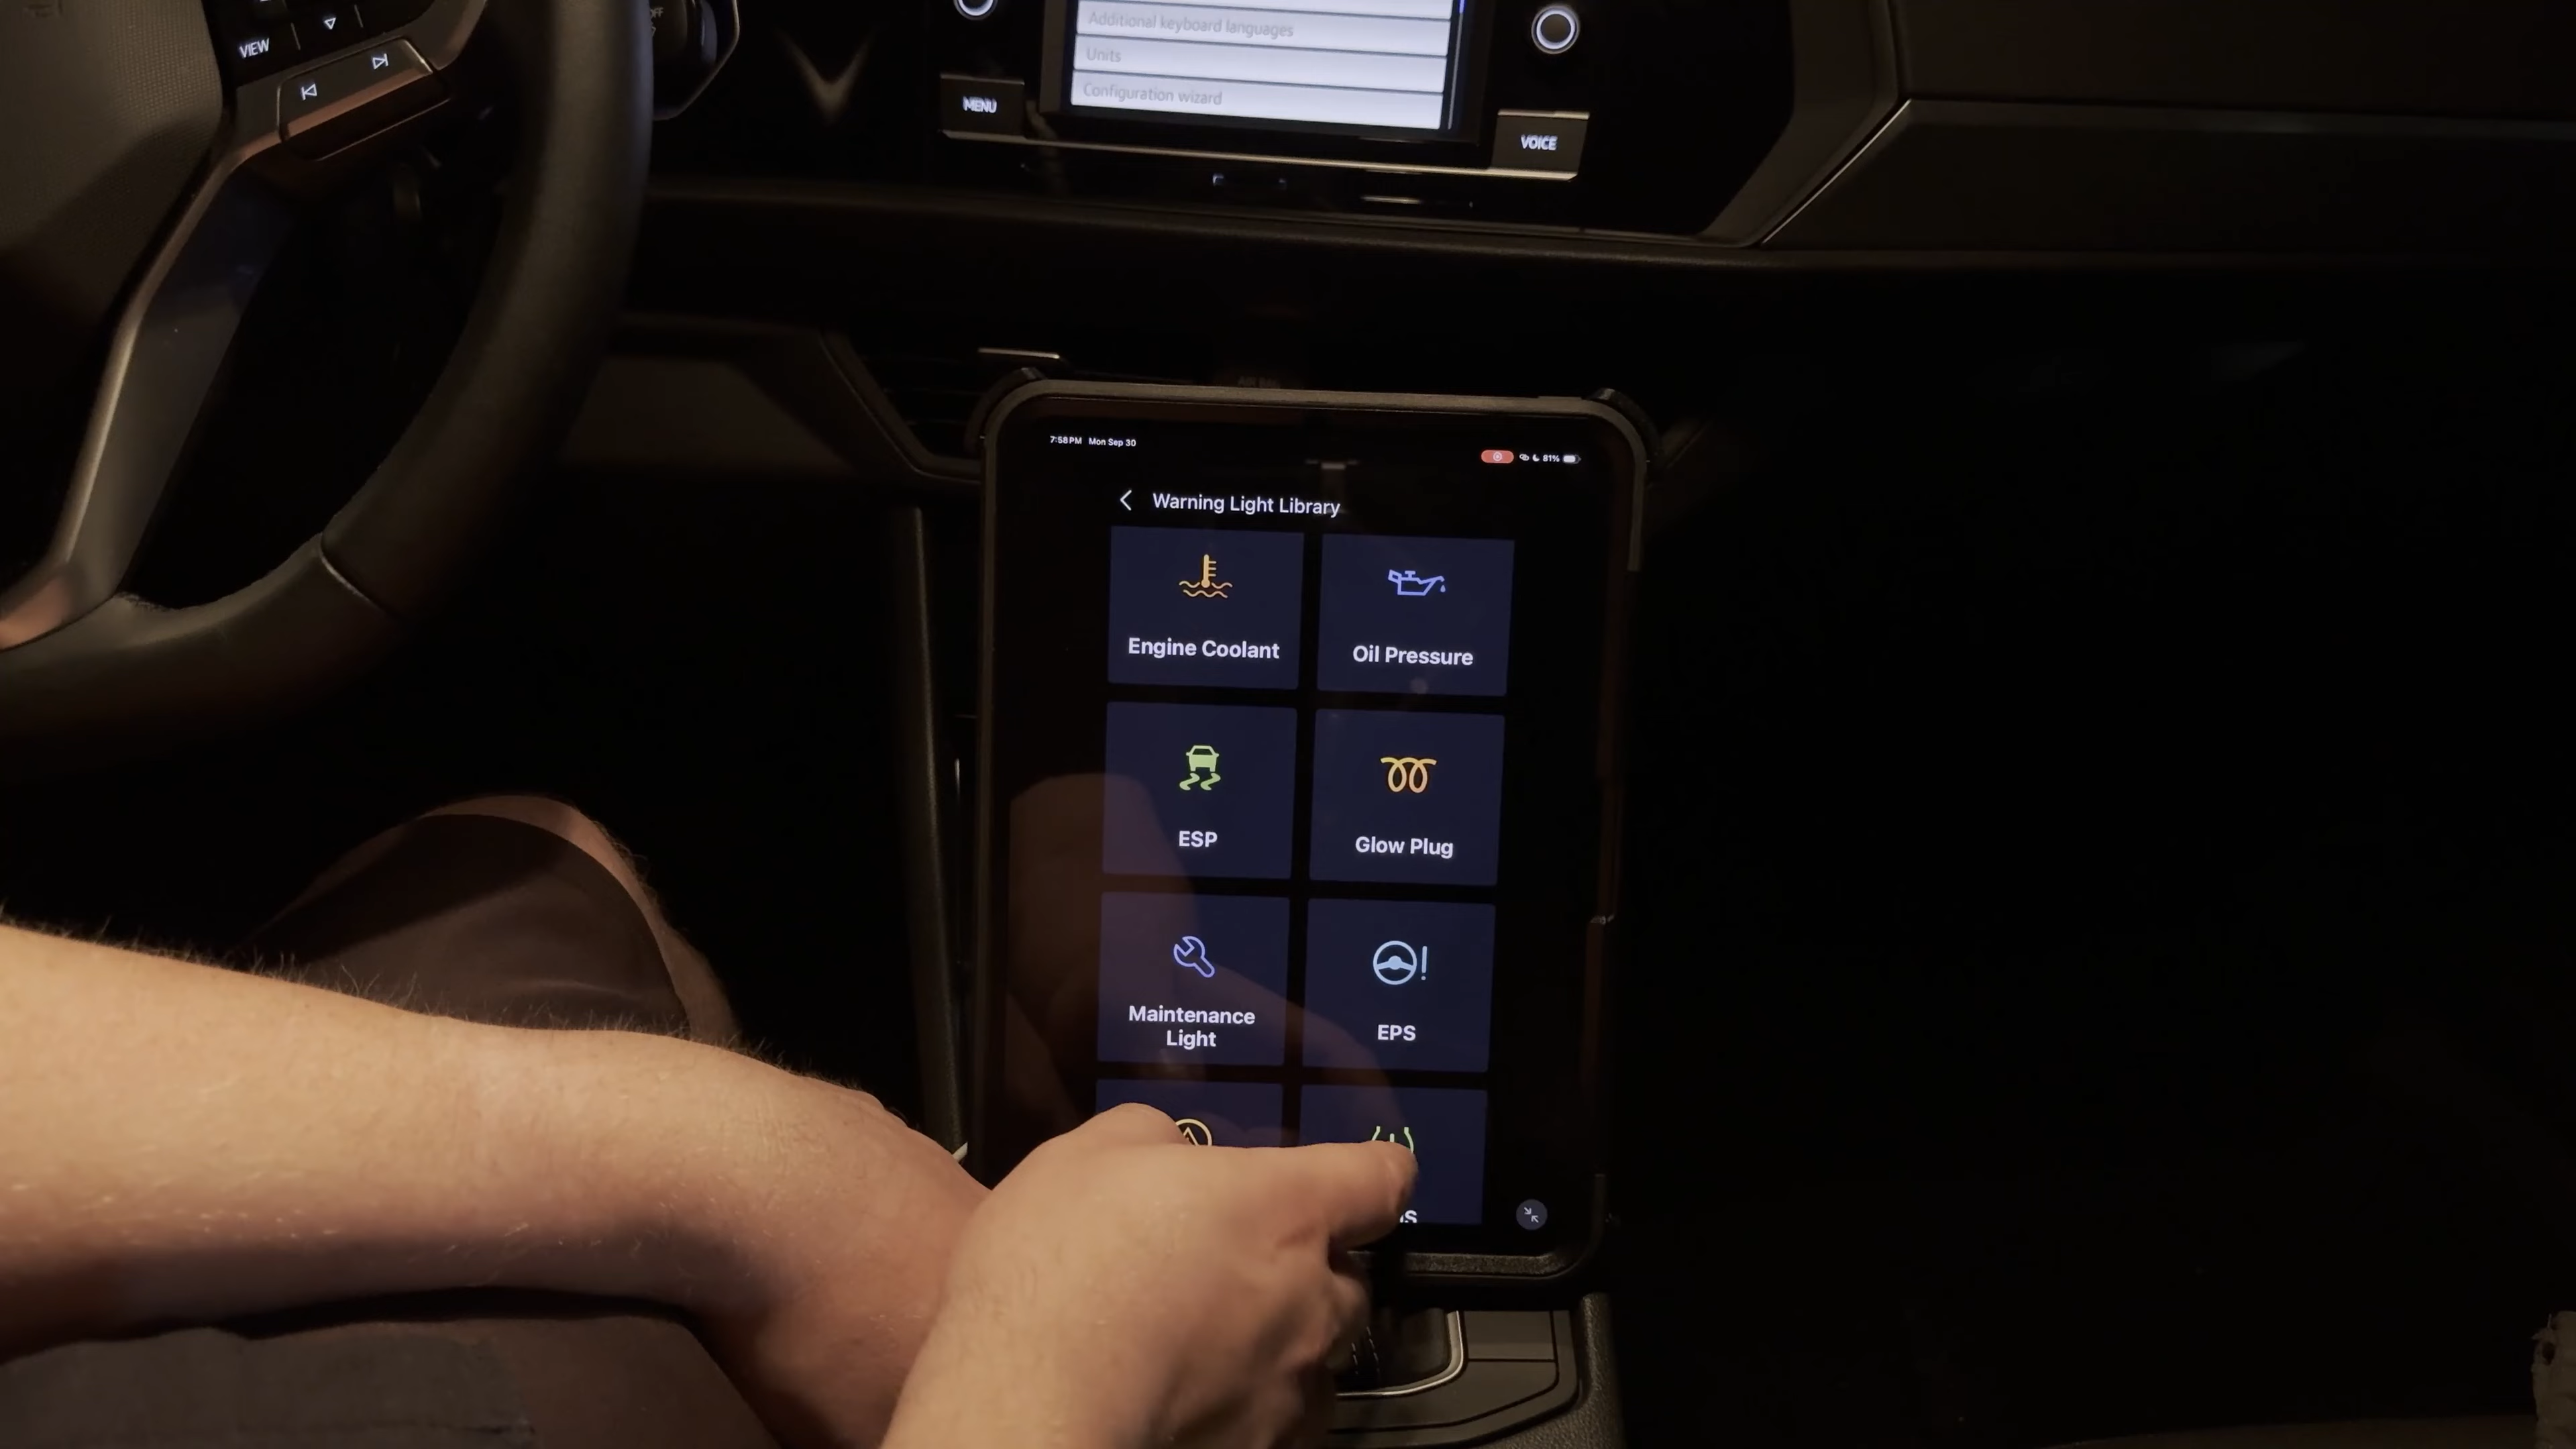 VIEW
Additional keyboard languages
Units
Configuration wizard
MENU
VOICE
7:58 PM Mon Sep 30
81%
Warning Light Library
Engine Coolant
Oil Pressure
ESP
Glow Plug
Maintenance
Light
EPS